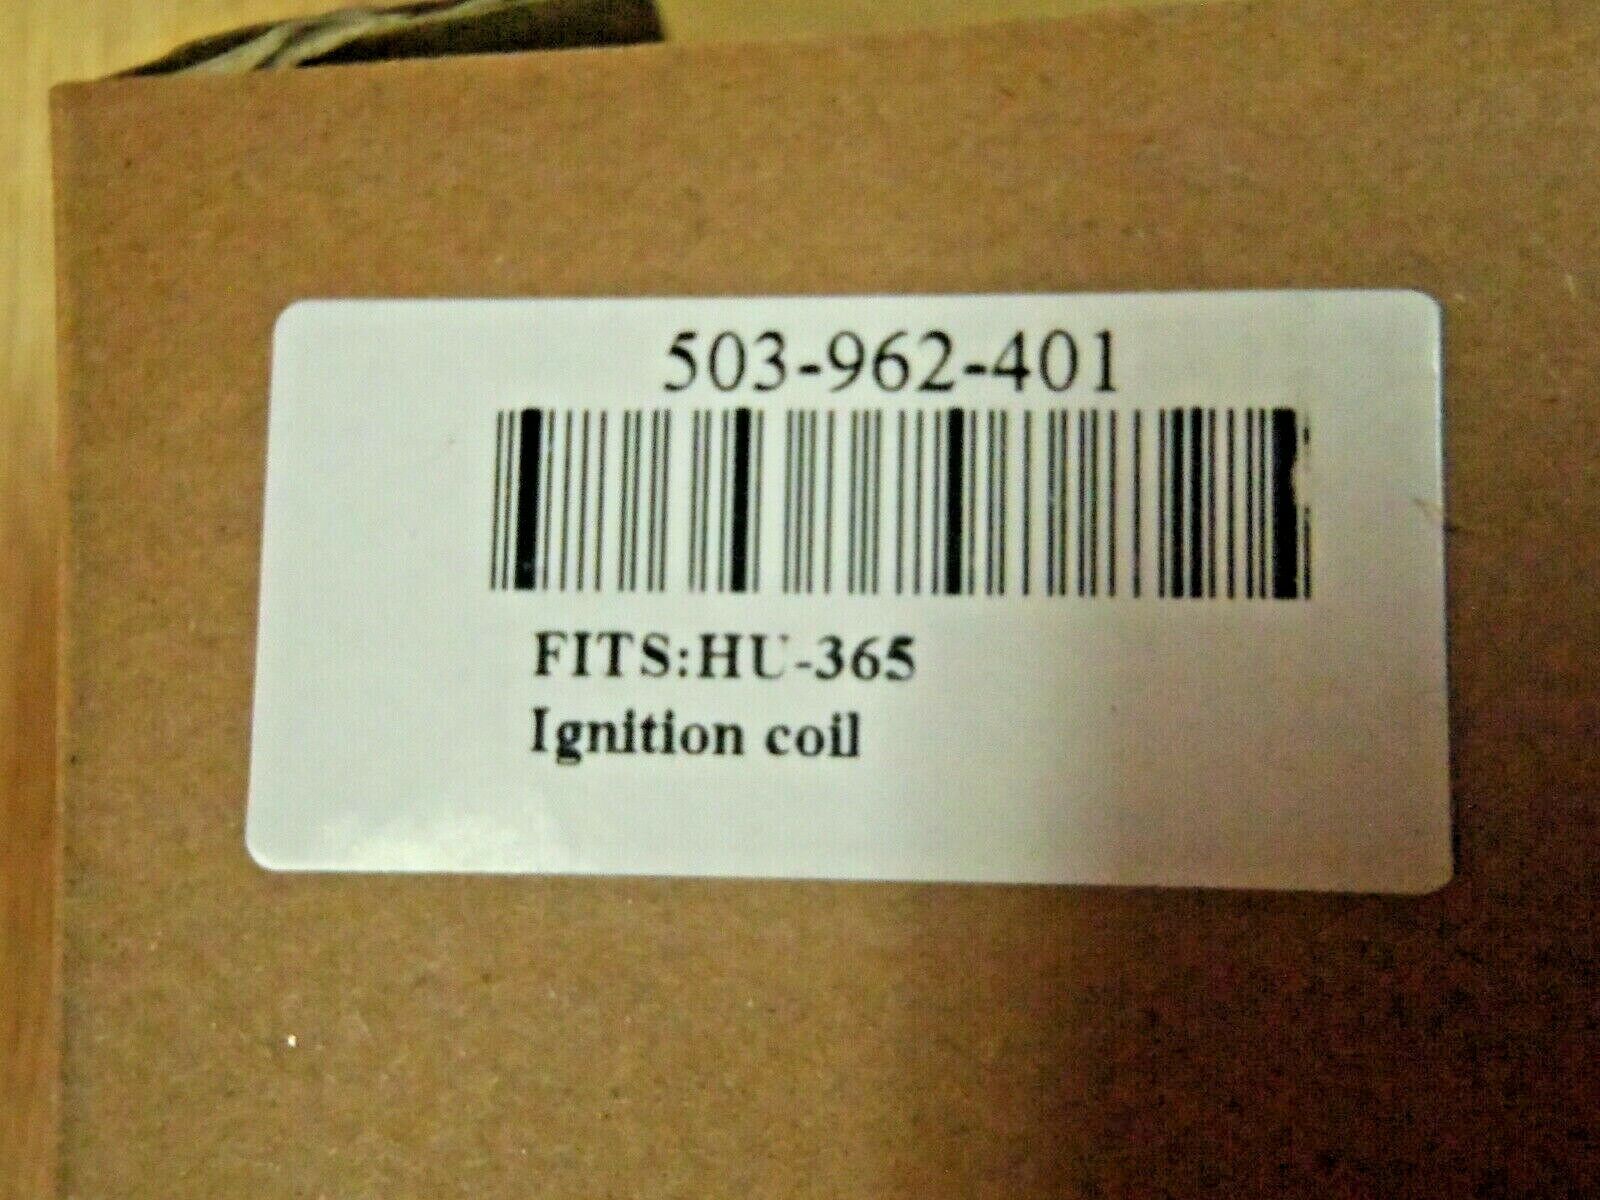 503-962-401
FITS:HU-365
Ignition coil